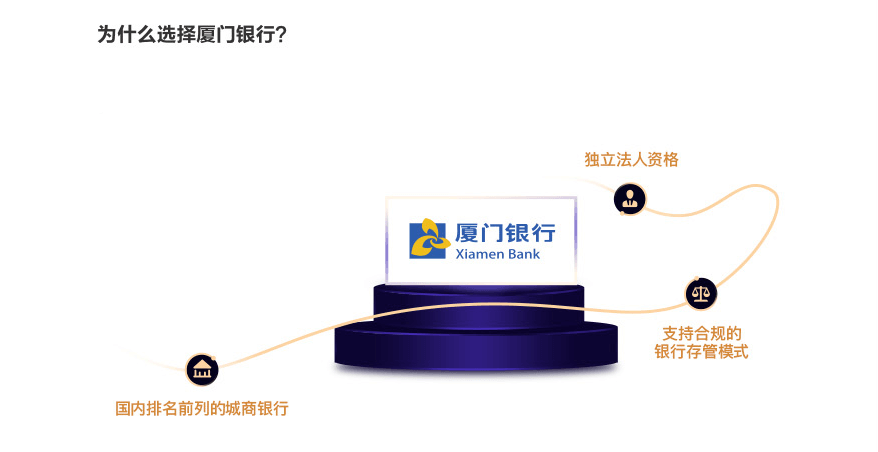 为什么选择厦门银行?
独立法人资格
厦门银行
Xiamen Bank
支持合规的
银行存管模式
国内排名前列的城商银行